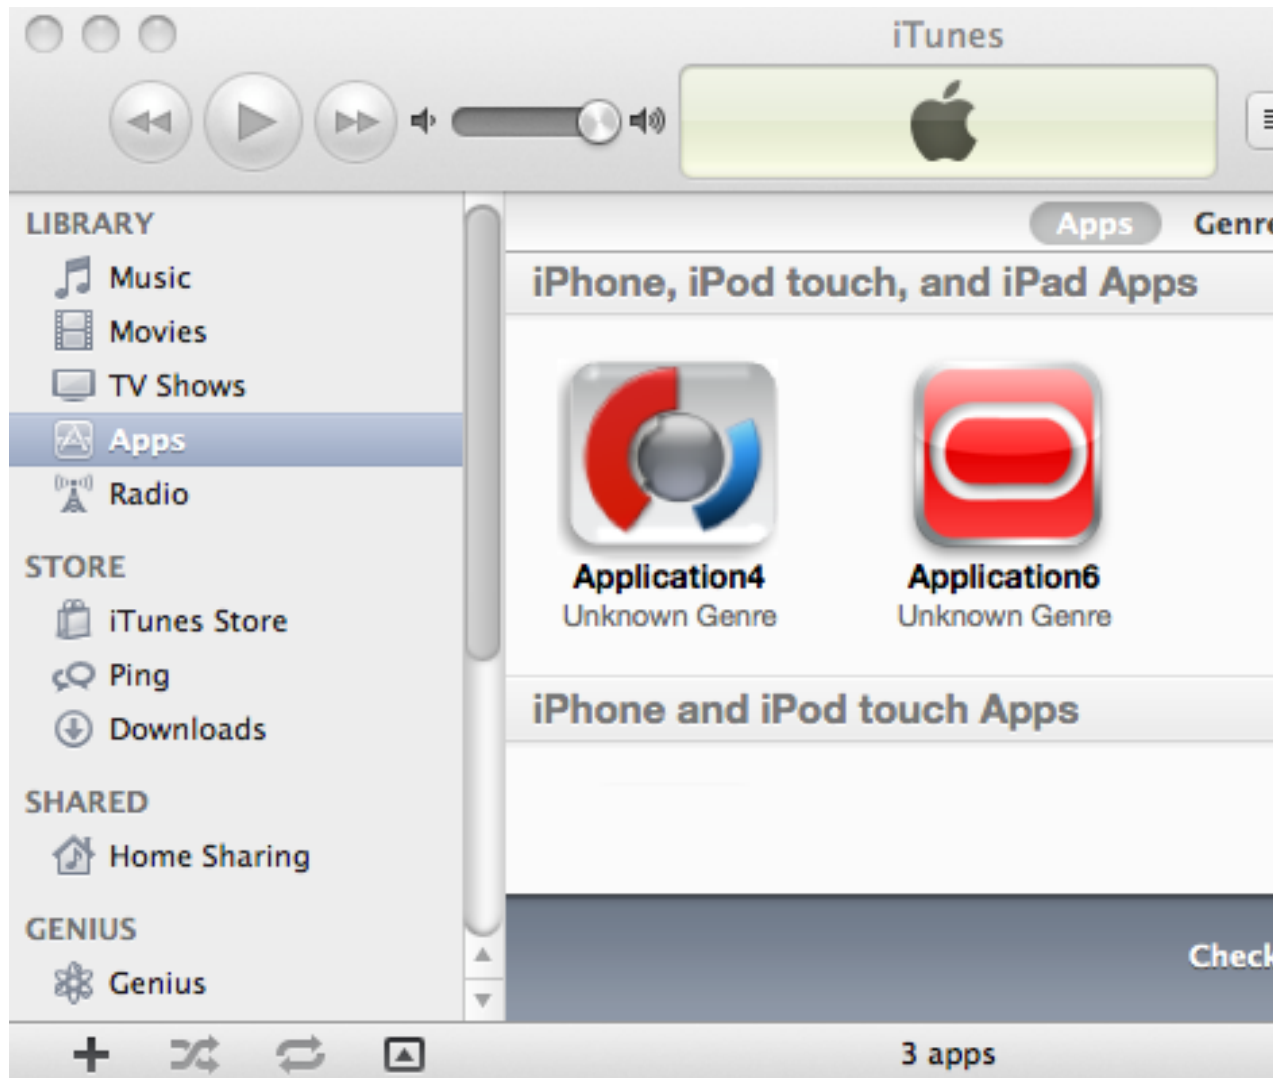 iTunes
LIBRARY
Music
Movies
TV Shows
Apps
Radio
STORE
iTunes Store
Ping
Downloads
SHARED
Home Sharing
GENIUS
Genius
Apps Genre
iPhone, iPod touch, and iPad Apps
Application4 Application6
Unknown Genre Unknown Genre
iPhone and iPod touch Apps
Check
3 apps